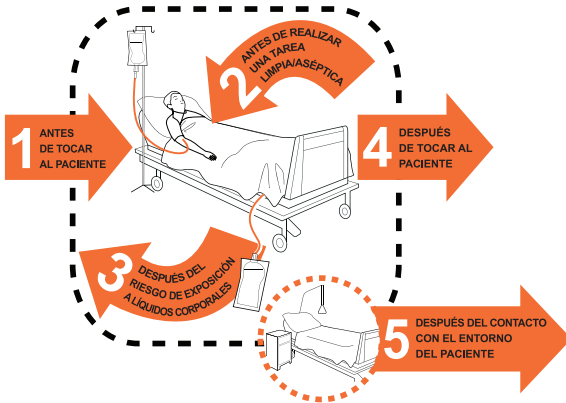 1 ANTES
DE TOCAR
AL PACIENTE
2 ANTES DE REALIZAR
UNA TAREA
LIMPIA/ASÉPTICA
3 DESPUÉS DEL
RIESGO DE EXPOSICIÓN
A LÍQUIDOS CORPORALES
4 DESPUÉS
DE TOCAR AL
PACIENTE
5 DESPUÉS DEL CONTACTO
CON EL ENTORNO
DEL PACIENTE